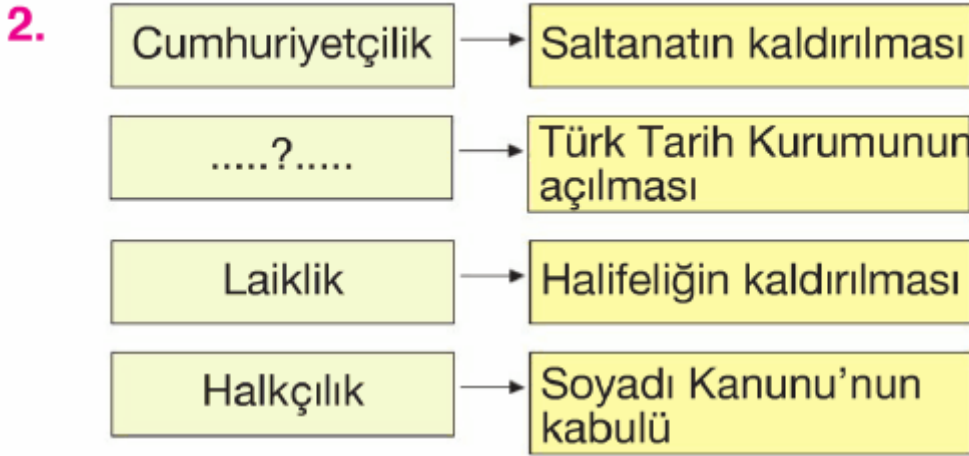 2.
Cumhuriyetçilik
Saltanatın kaldırılması
.....?.....
Türk Tarih Kurumunun
açılması
Laiklik
Halifeliğin kaldırılması
Halkçılık
Soyadı Kanunu'nun
kabulü